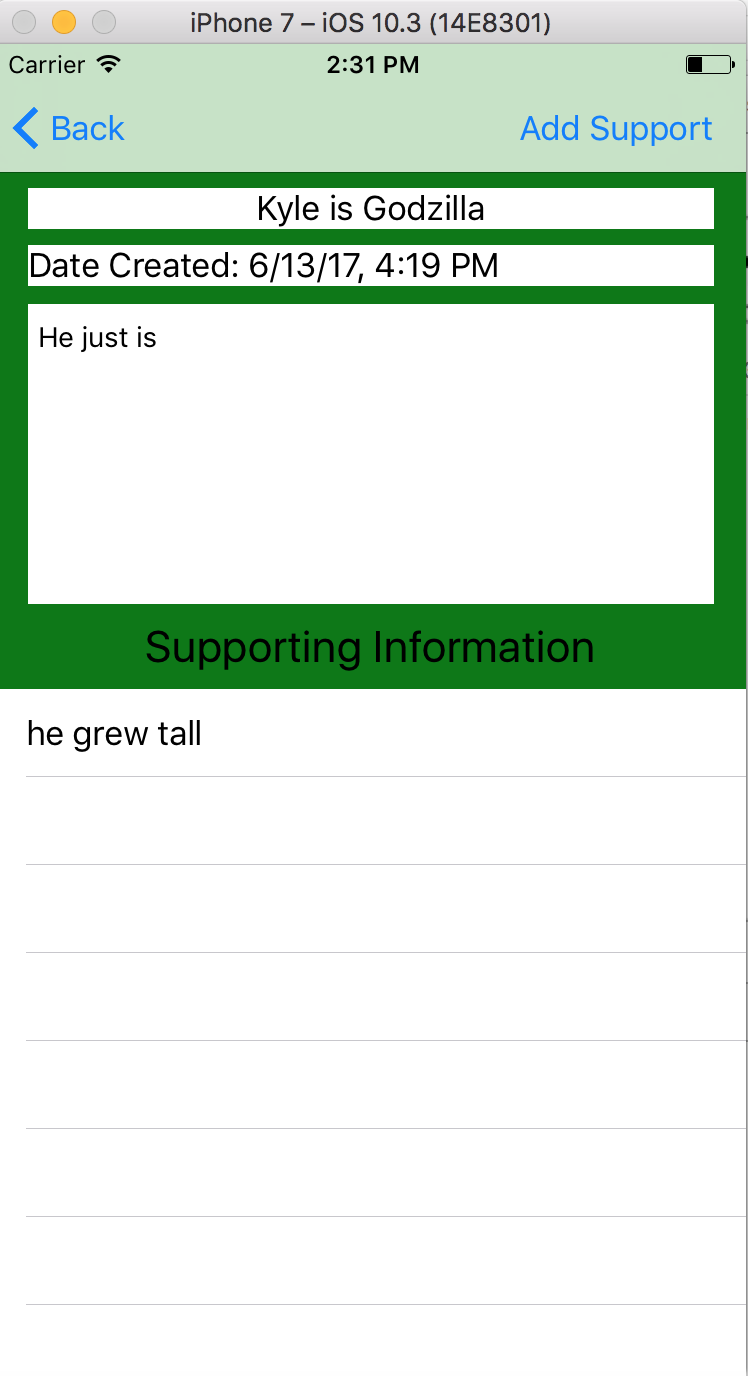 iPhone 7 – iOS 10.3 (14E8301)
Carrier 2:31 PM
Back Add Support
Kyle is Godzilla
Date Created: 6/13/17, 4:19 PM
He just is
Supporting Information
he grew tall